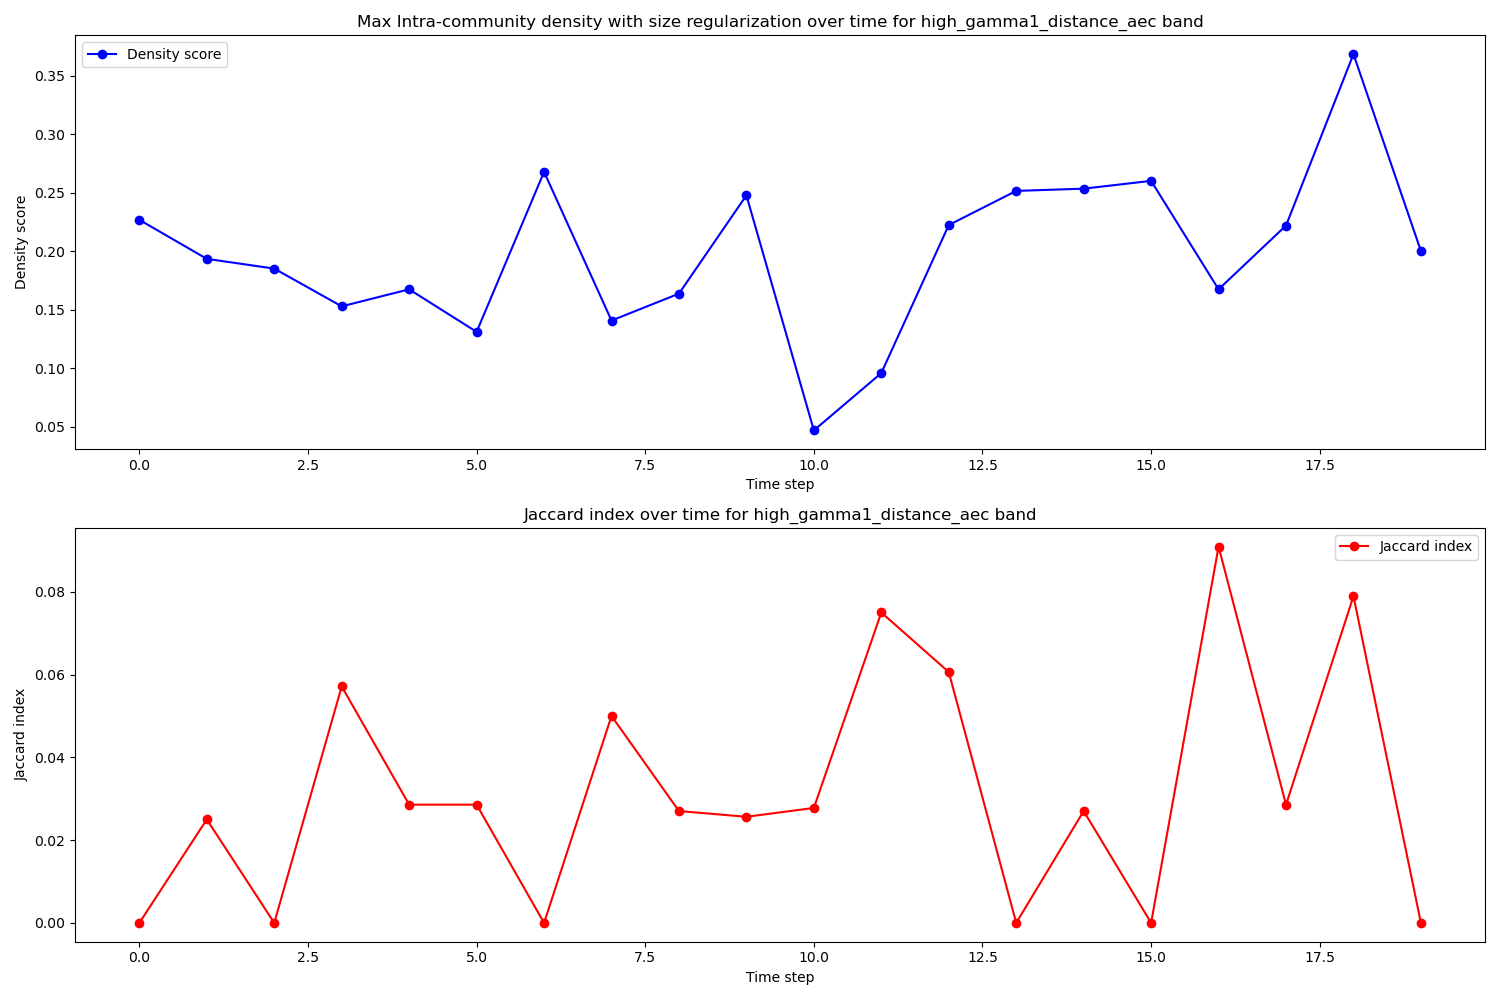 Max Intra-community density with size regularization over time for high_gamma1_distance_aec band
Density score
0.35
0.30
0.25
0.20
0.15
0.10
0.05
Density score
0.0 2.5 5.0 7.5 10.0 12.5 15.0 17.5
Time step
Jaccard index over time for high_gamma1_distance_aec band
Jaccard index
0.08
0.06
0.04
0.02
0.00
Jaccard index
0.0 2.5 5.0 7.5 10.0 12.5 15.0 17.5
Time step